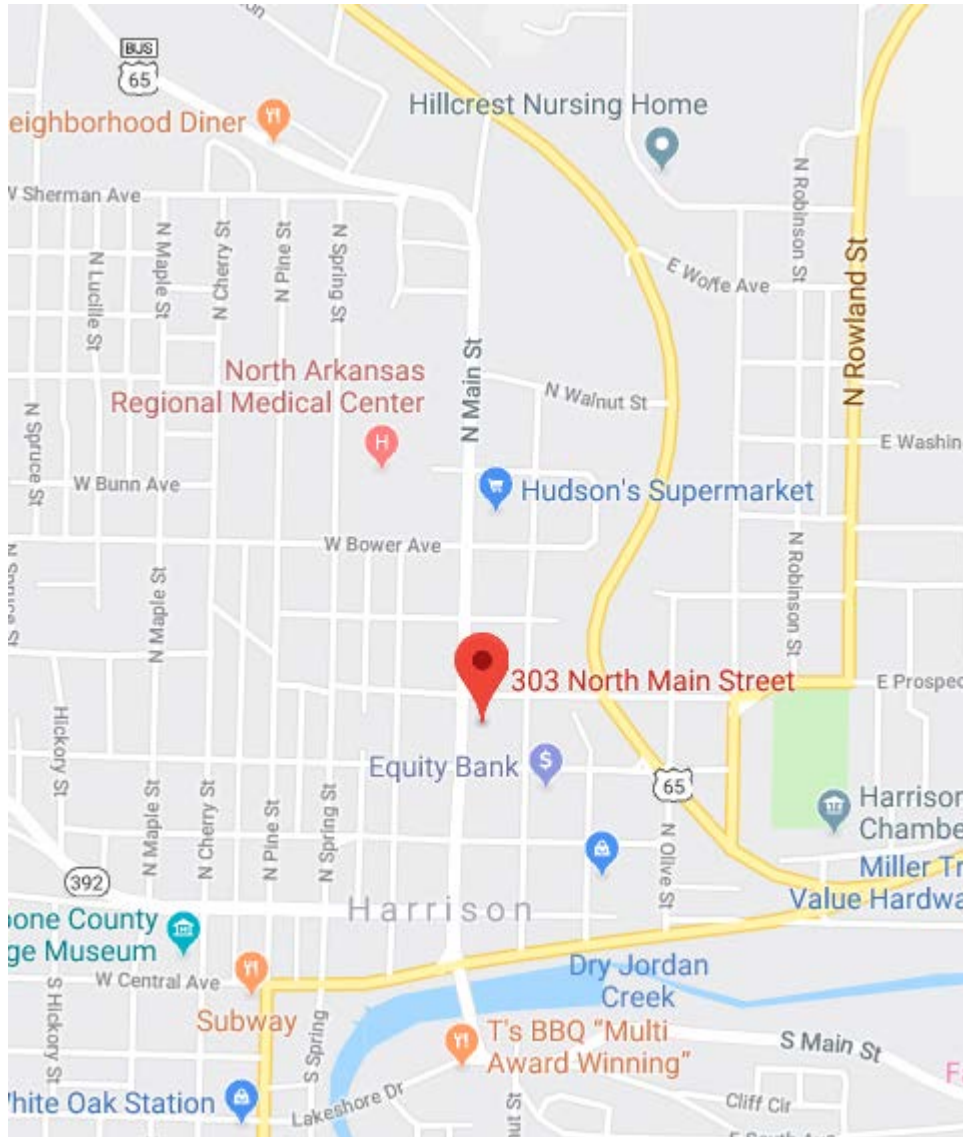 BUS
65
eighborhood Diner
Hillcrest Nursing Home
W Sherman Ave
N Robinson St
N Maple St
N Cherry St
N Pine St
N Spring St
N Lucille St
E Wolfe Ave
N Rowland St
N Main St
North Arkansas
Regional Medical Center
H
N Walnut St
N Spruce St
E Washin
W Bunn Ave
Hudson's Supermarket
W Bower Ave
N Robinson St
N Spruce St
N Maple St
303 North Main Street
E Prospec
Hickory St
Equity Bank
$
65
N Maple St
N Cherry St
N Pine St
N Spring St
N Olive St
Harrison
Chambe
392
Miller Tr
Value Hardwa
Harrison
oone County
ge Museum
W Central Ave
Dry Jordan
Creek
S Hickory St
Subway
S Spring
T's BBQ “Multi
Award Winning”
S Main St
hite Oak Station
Lakeshore Dr
Cliff Cir